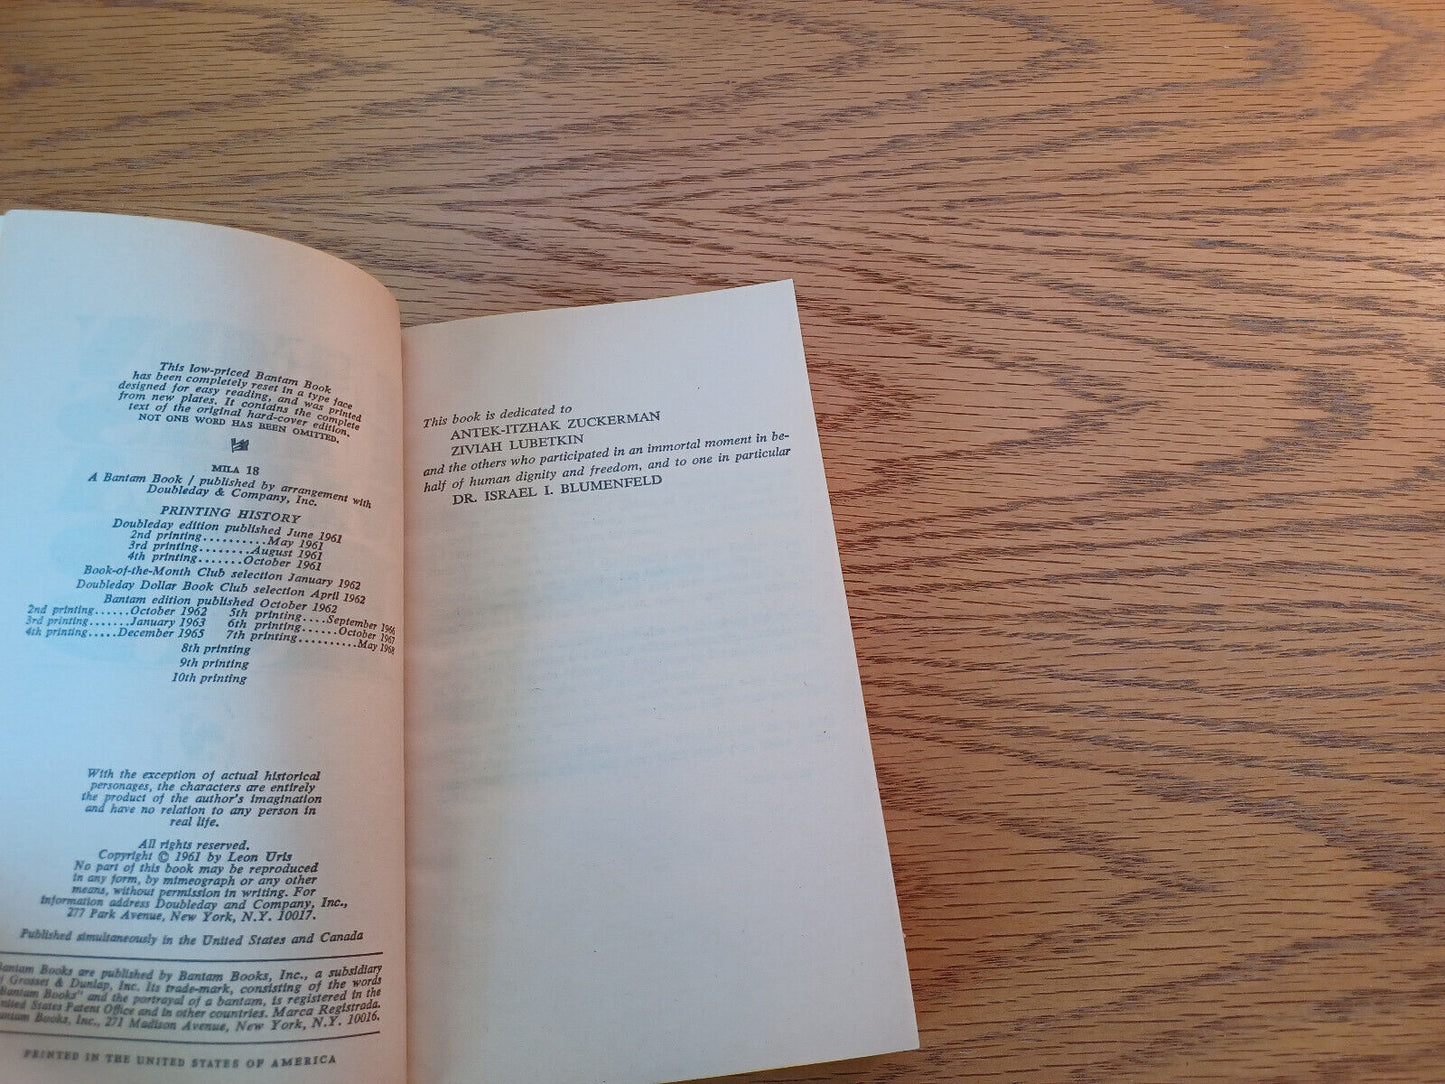 This low-priced Bantam Book
has been completely reset in a type face
designed for easy reading, and was printed
from new plates. It contains the complete
text of the original hard-cover edition.
NOT ONE WORD HAS BEEN OMITTED.
MILA 18
A Bantam Book / published by arrangement with
Doubleday & Company, Inc.
PRINTING HISTORY
Doubleday edition published June 1961
2nd printing..........May 1961
3rd printing........August 1961
4th printing.......October 1961
Book-of-the-Month Club selection January 1962
Doubleday Dollar Book Club selection April 1962
Bantam edition published October 1962
2nd printing......October 1962 5th printing....September 1966
3rd printing.......January 1963 6th printing......October 1967
4th printing.....December 1965 7th printing..........May 1968
8th printing
9th printing
10th printing
With the exception of actual historical
personages, the characters are entirely
the product of the author's imagination
and have no relation to any person in
real life.
All rights reserved.
Copyright © 1961 by Leon Uris
No part of this book may be reproduced
in any form, by mimeograph or any other
means, without permission in writing. For
information address Doubleday and Company, Inc.,
277 Park Avenue, New York, N.Y. 10017.
Published simultaneously in the United States and Canada
Bantam Books are published by Bantam Books, Inc., a subsidiary
of Grosset & Dunlap, Inc. Its trade-mark, consisting of the words
"Bantam Books" and the portrayal of a bantam, is registered in the
United States Patent Office and in other countries. Marca Registrada.
Bantam Books, Inc., 271 Madison Avenue, New York, N.Y. 10016.
PRINTED IN THE UNITED STATES OF AMERICA
This book is dedicated to
ANTEK-ITZHAK ZUCKERMAN
ZIVIAH LUBETKIN
and the others who participated in an immortal moment in be-
half of human dignity and freedom, and to one in particular
DR. ISRAEL I. BLUMENFELD